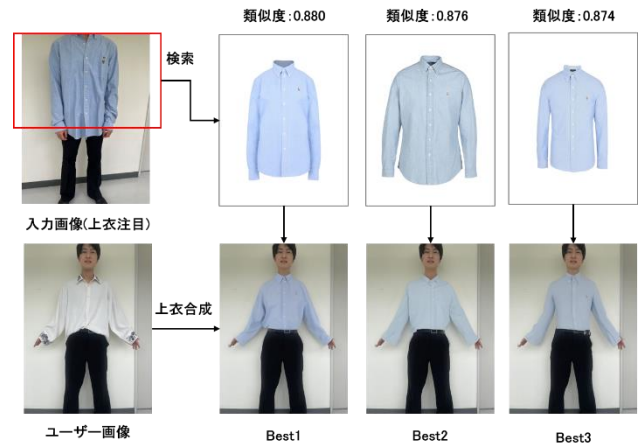 類似度:0.880
類似度:0.876
類似度:0.874
検索
入力画像(上衣注目)
上衣合成
ユーザー画像
Best1
Best2
Best3